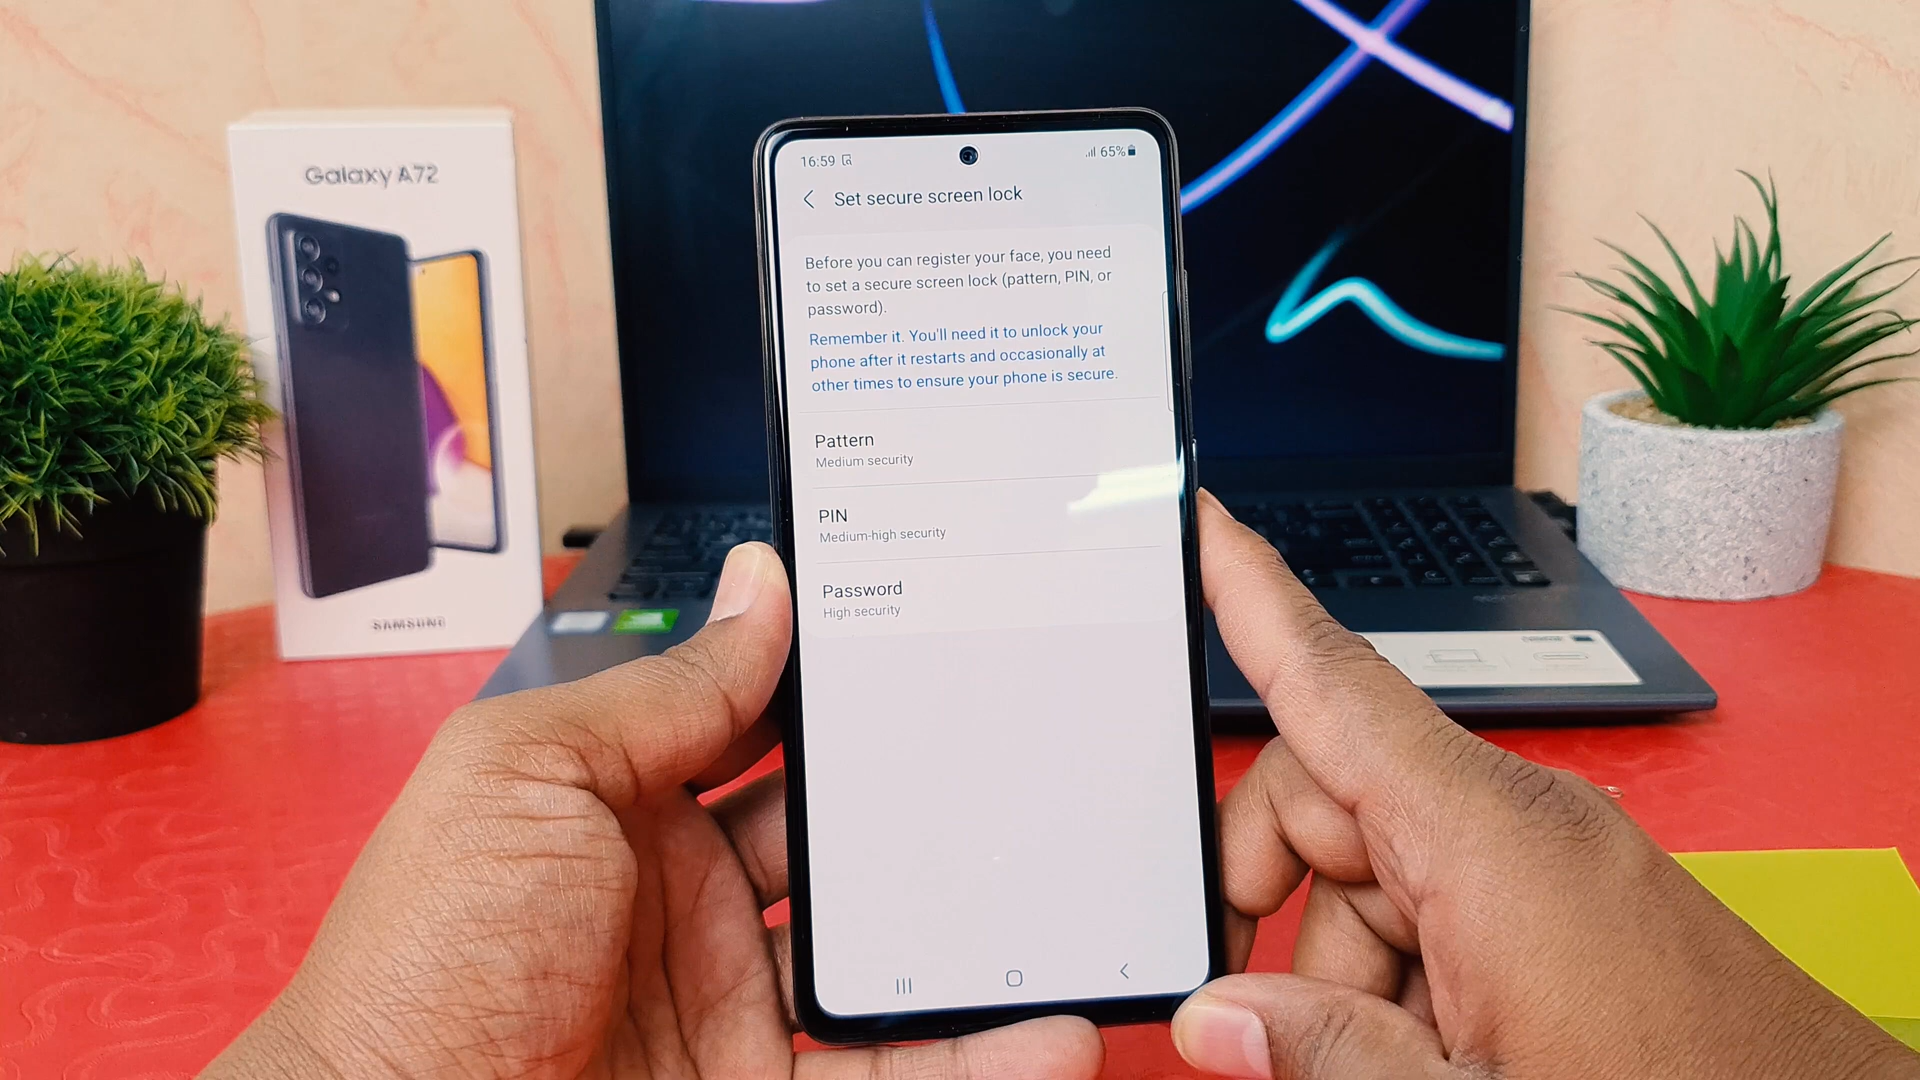 Galaxy A72
SAMSUNG
16:59
65%
Set secure screen lock
Before you can register your face, you need
to set a secure screen lock (pattern, PIN, or
password).
Remember it. You'll need it to unlock your
phone after it restarts and occasionally at
other times to ensure your phone is secure.
Pattern
Medium security
PIN
Medium-high security
Password
High security